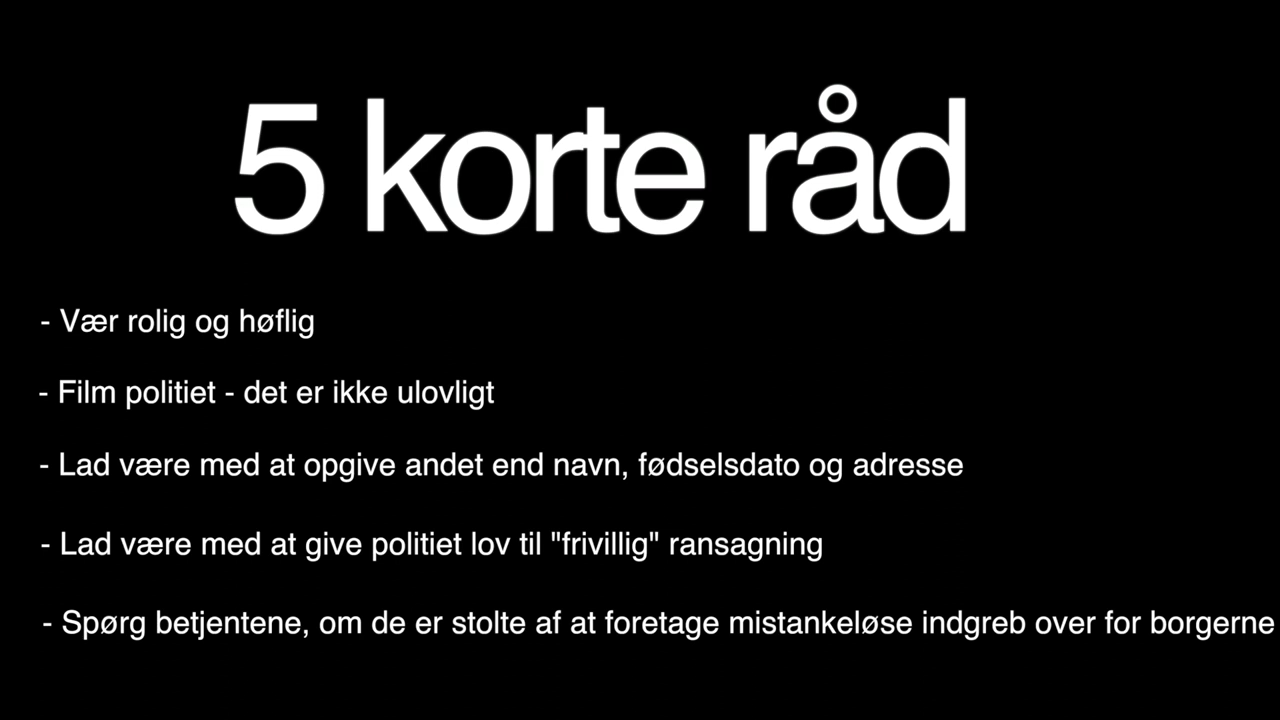 5 korte råd
- Vær rolig og høflig
- Film politiet - det er ikke ulovligt
- Lad være med at opgive andet end navn, fødselsdato og adresse
- Lad være med at give politiet lov til "frivillig" ransagning
- Spørg betjentene, om de er stolte af at foretage mistankeløse indgreb over for borgerne